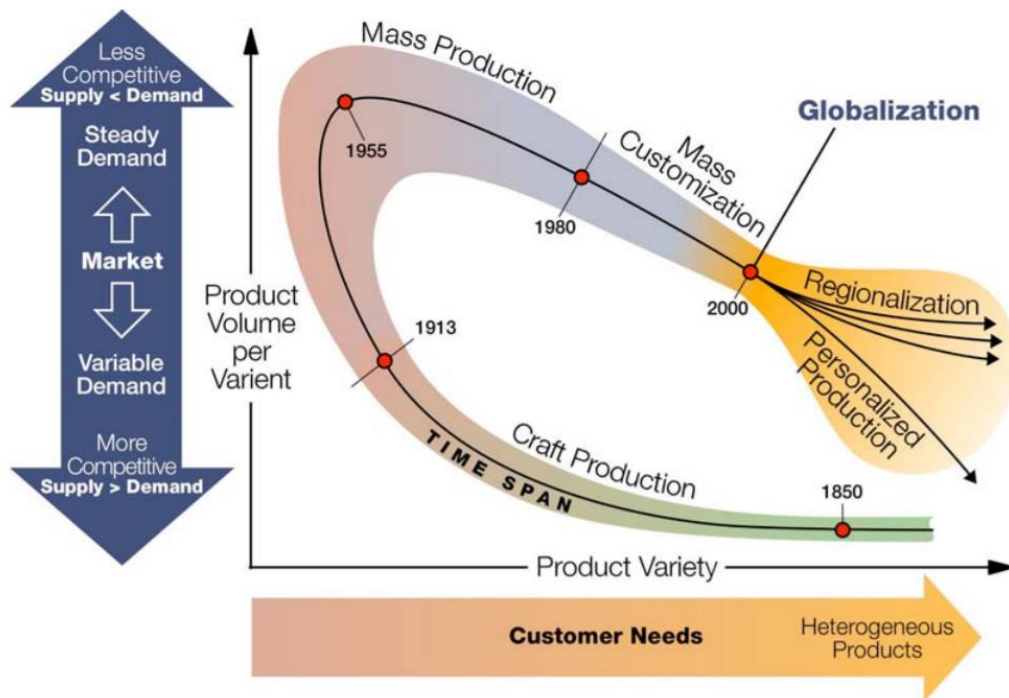 Less
Competitive
Supply < Demand
Steady
Demand
Market
Variable
Demand
More
Competitive
Supply > Demand
Product
Volume
per
Varient
Mass Production
1955
1980
Mass
Customization
Globalization
2000
Regionalization
Personalized
Production
1913
TIME SPAN
Craft Production
1850
Product Variety
Customer Needs
Heterogeneous
Products